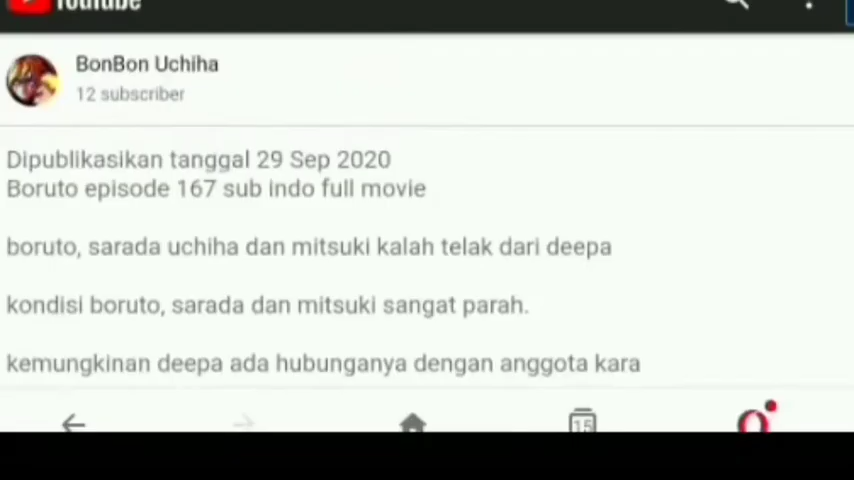 YouTube
BonBon Uchiha
12 subscriber
Dipublikasikan tanggal 29 Sep 2020
Boruto episode 167 sub indo full movie
boruto, sarada uchiha dan mitsuki kalah telak dari deepa
kondisi boruto, sarada dan mitsuki sangat parah.
kemungkinan deepa ada hubunganya dengan anggota kara
15